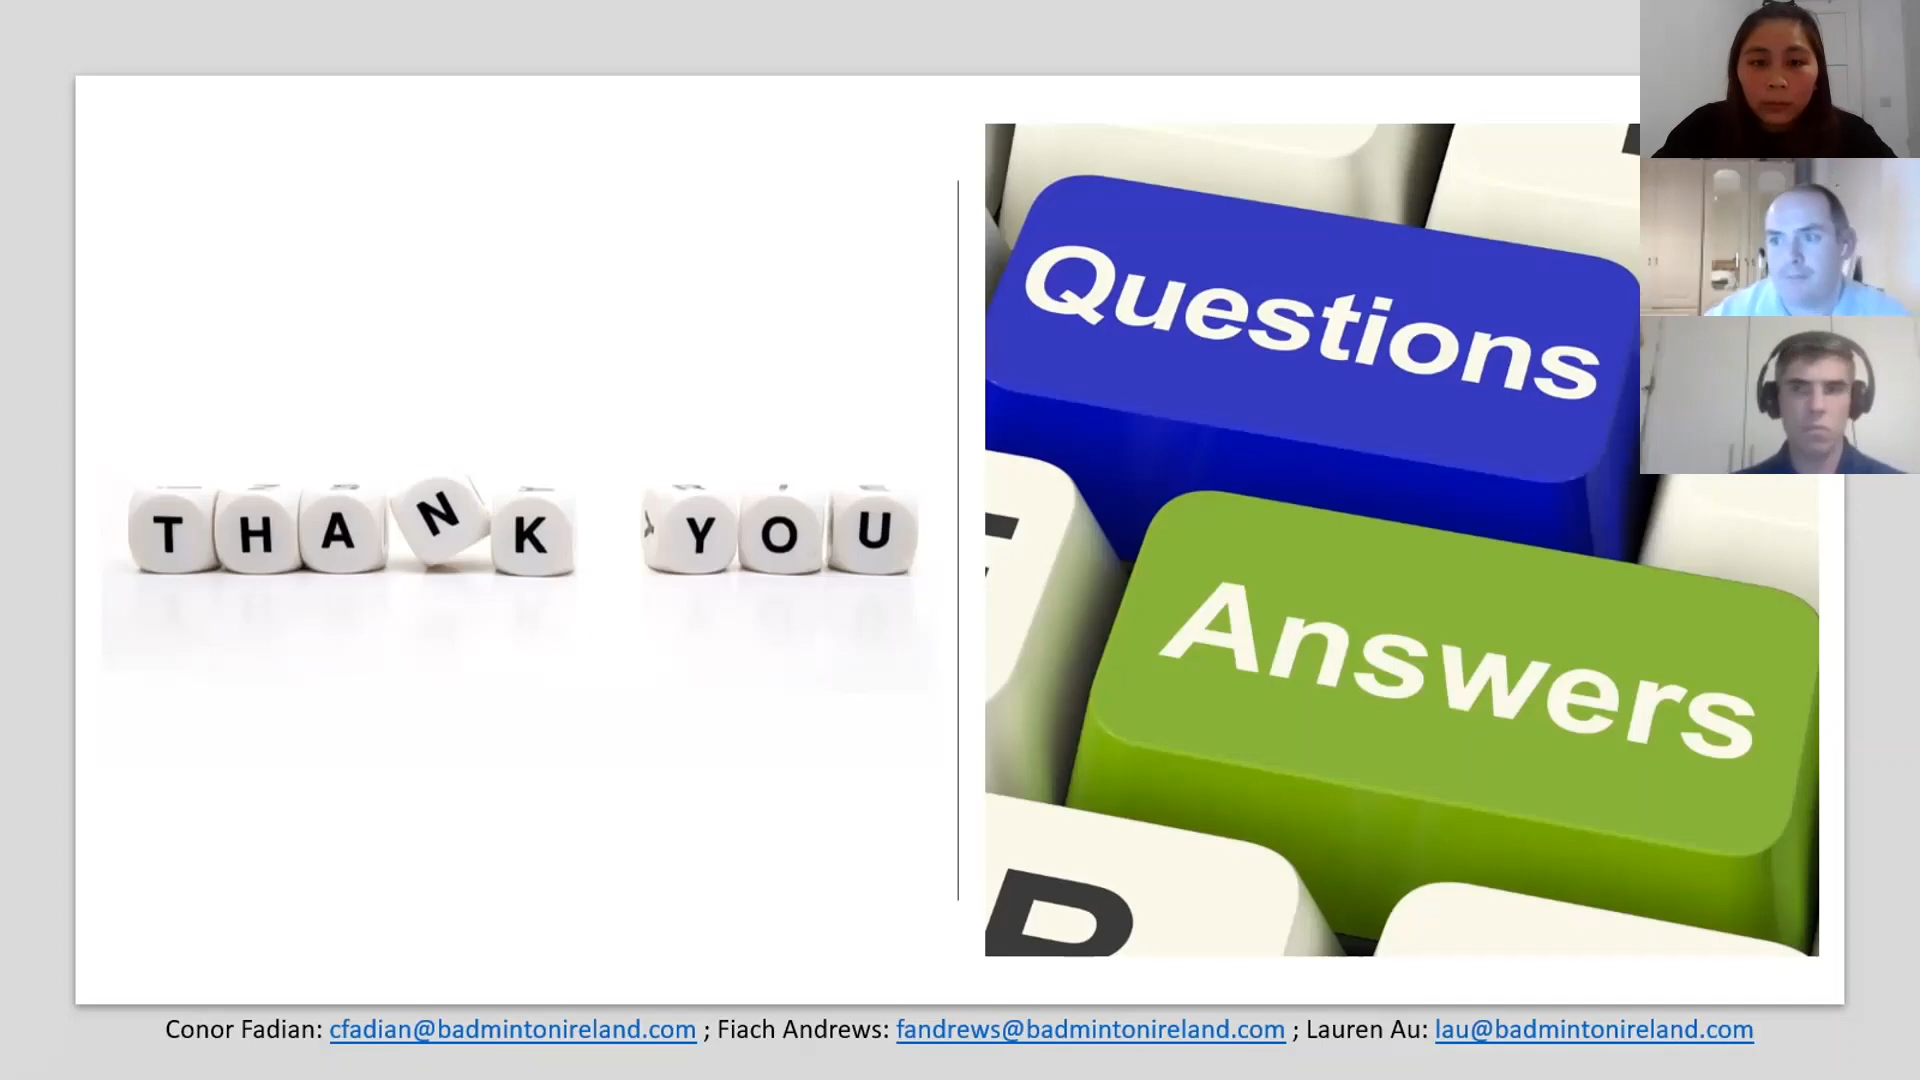 THANK YOU
Questions
Answers
R
Conor Fadian: cfadian@badmintonireland.com ; Fiach Andrews: fandrews@badmintonireland.com ; Lauren Au: lau@badmintonireland.com